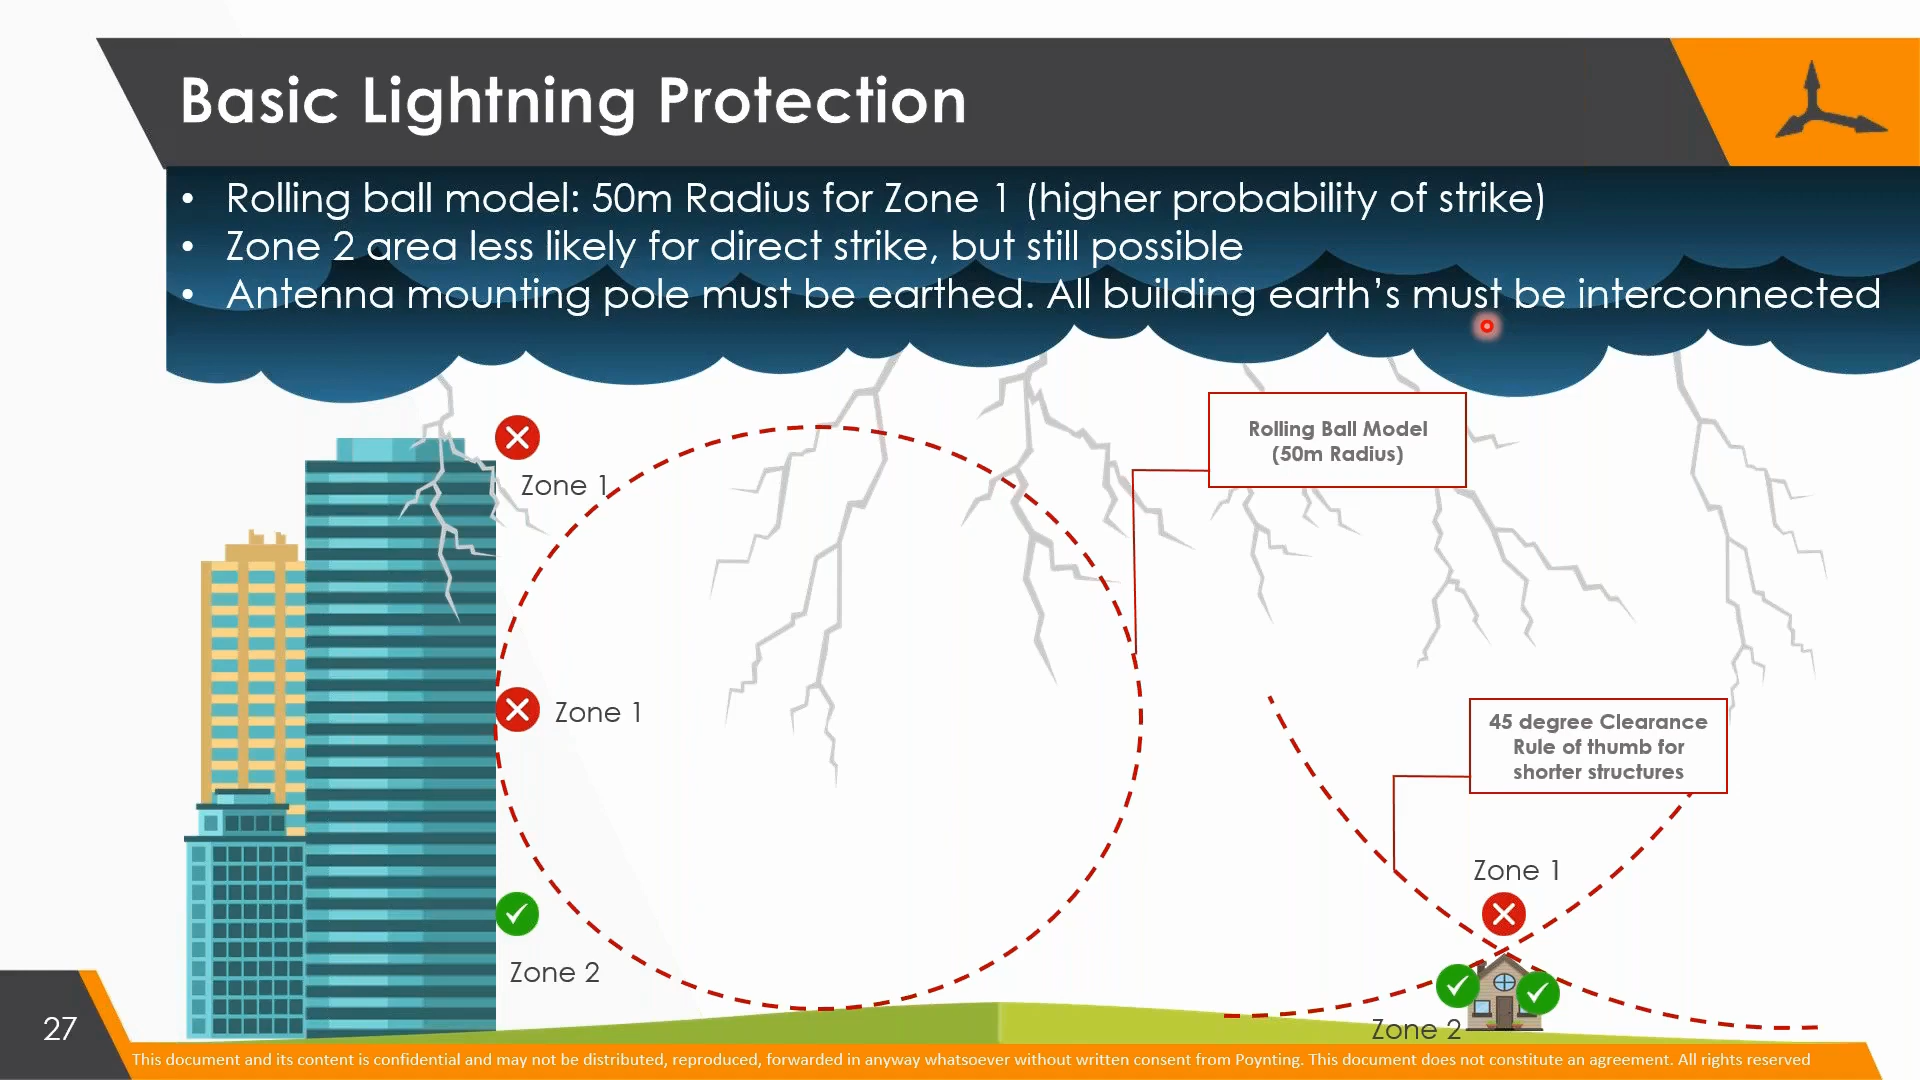 Basic Lightning Protection
• Rolling ball model: 50m Radius for Zone 1 (higher probability of strike)
• Zone 2 area less likely for direct strike, but still possible
• Antenna mounting pole must be earthed. All building earth's must be interconnected
Rolling Ball Model
(50m Radius)
Zone 1
Zone 1
45 degree Clearance
Rule of thumb for
shorter structures
Zone 1
Zone 2
Zone 2
27
This document and its content is confidential and may not be distributed, reproduced, forwarded in anyway whatsoever without written consent from Poynting. This document does not constitute an agreement. All rights reserved